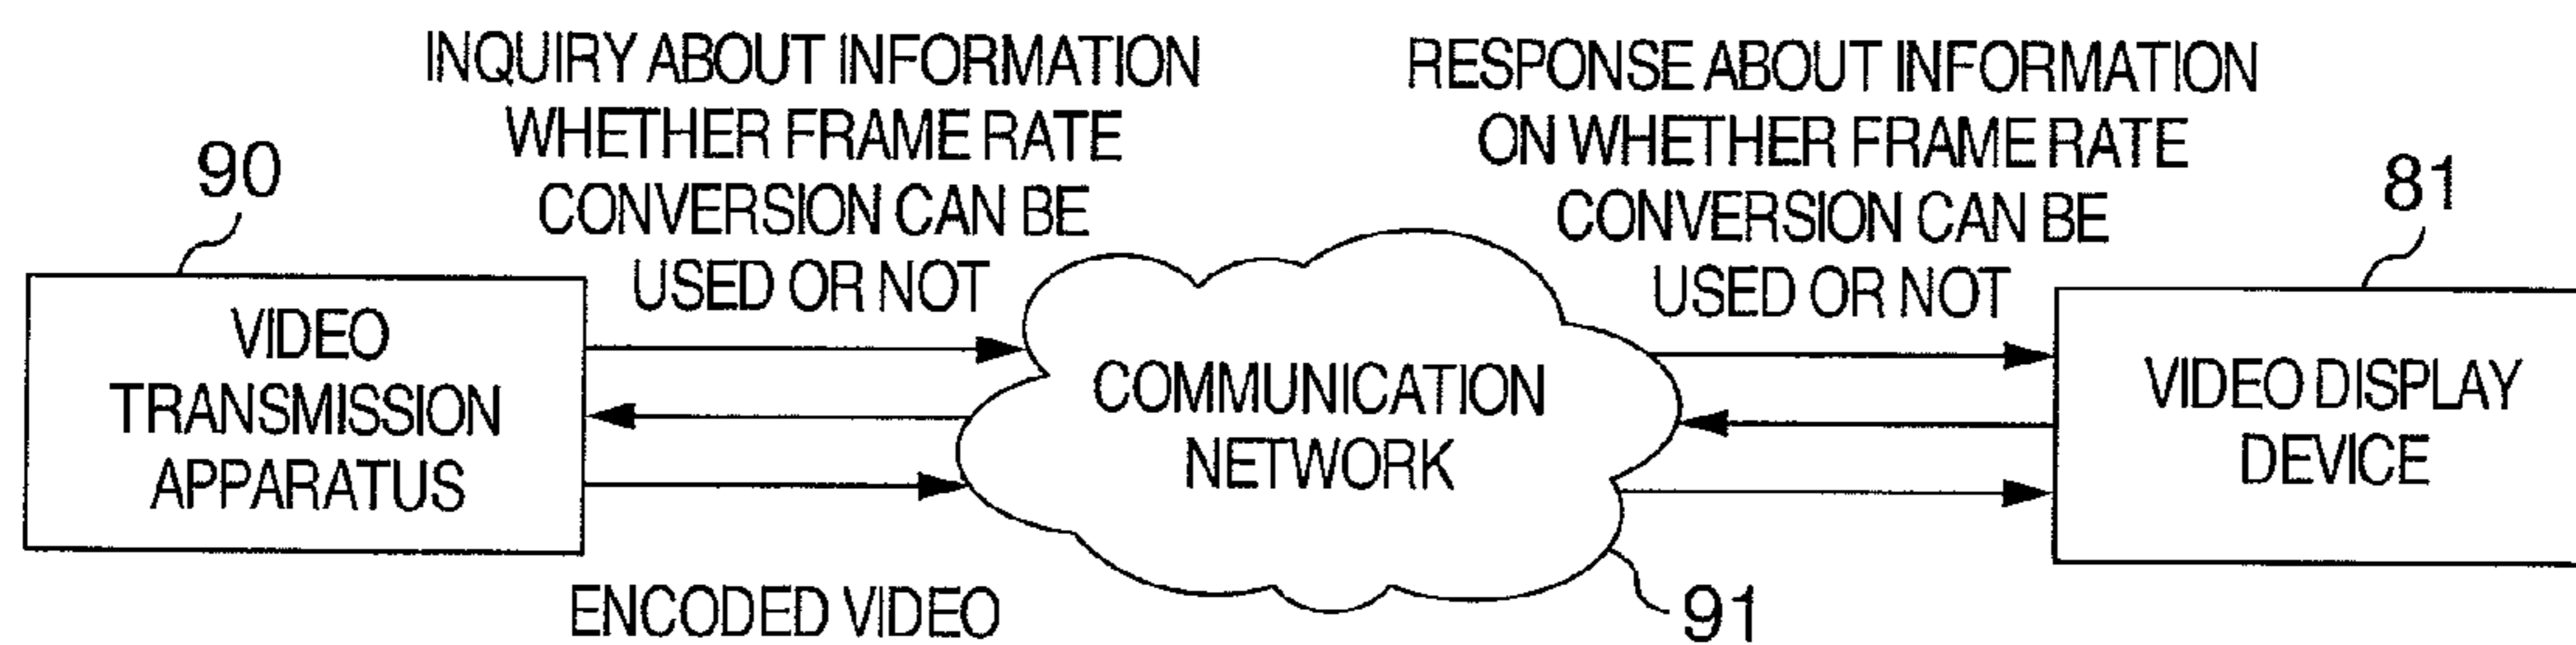 INQUIRY ABOUT INFORMATION
WHETHER FRAME RATE
CONVERSION CAN BE
USED OR NOT
RESPONSE ABOUT INFORMATION
ON WHETHER FRAME RATE
CONVERSION CAN BE
USED OR NOT
90
81
VIDEO
TRANSMISSION
APPARATUS
COMMUNICATION
NETWORK
VIDEO DISPLAY
DEVICE
ENCODED VIDEO
91